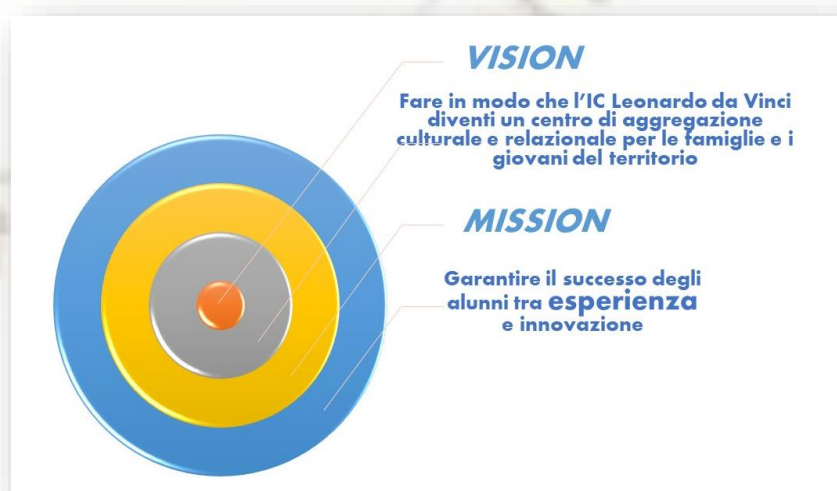 VISION
Fare in modo che l'IC Leonardo da Vinci
diventi un centro di aggregazione
culturale e relazionale per le famiglie e i
giovani del territorio
MISSION
Garantire il successo degli
alunni tra esperienza
e innovazione